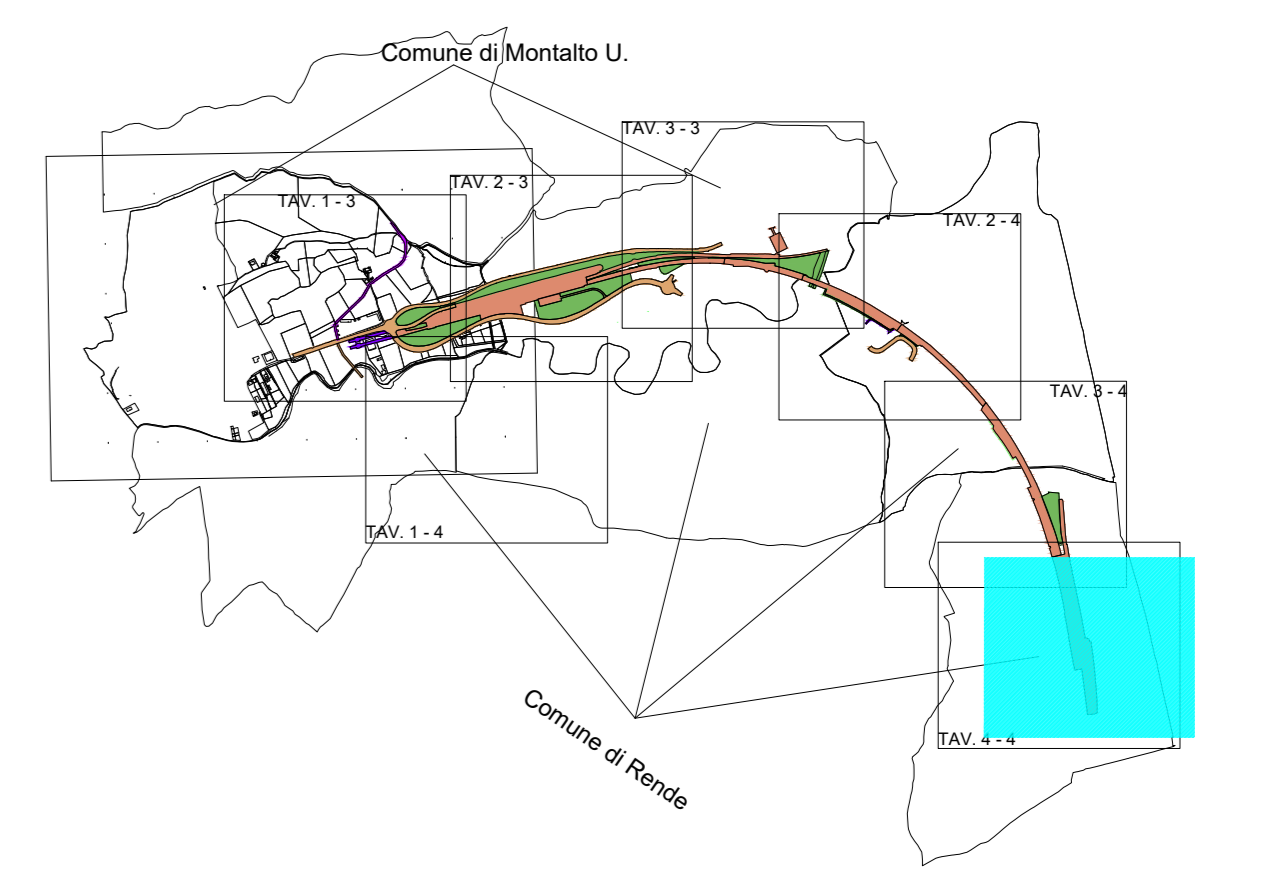 Comune di Montalto U.
TAV. 3 - 3
TAV. 2 - 3
TAV. 1 - 3
TAV. 2 - 4
TAV. 3 - 4
TAV. 1 - 4
Comune di Rende
TAV. 4 - 4